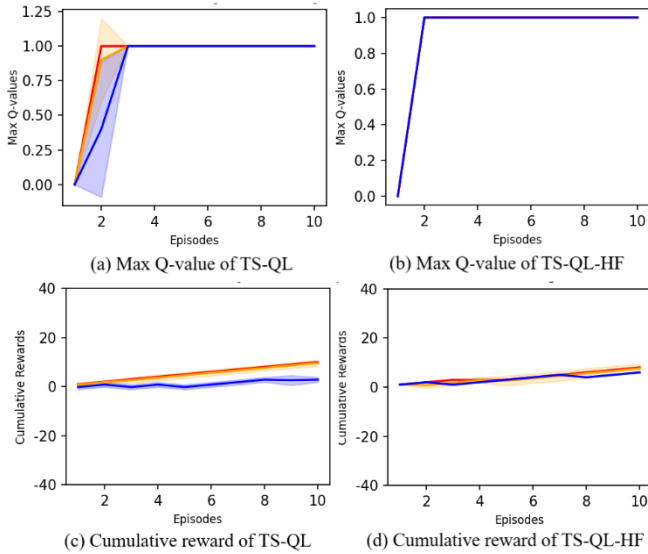 1.25
1.00
0.75
0.50
0.25
0.00
Max Q-values
2 4 6 8 10
Episodes
(a) Max Q-value of TS-QL
1.0
0.8
0.6
0.4
0.2
0.0
Max Q-values
2 4 6 8 10
Episodes
(b) Max Q-value of TS-QL-HF
40
20
0
-20
-40
Cumulative Rewards
2 4 6 8 10
Episodes
(c) Cumulative reward of TS-QL
40
20
0
-20
-40
Cumulative Rewards
2 4 6 8 10
Episodes
(d) Cumulative reward of TS-QL-HF